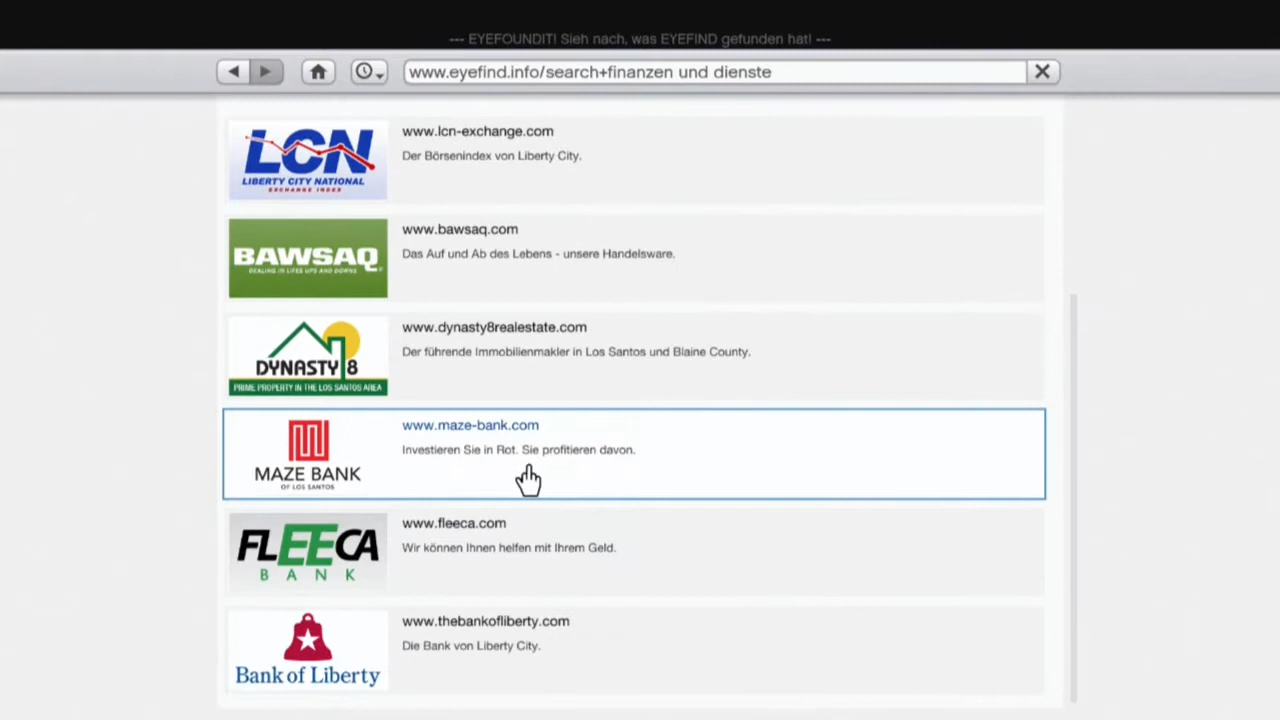 --- EYEFOUNDIT! Sieh nach, was EYEFIND gefunden hat! ---
www.eyefind.info/search+finanzen und dienste
LCN
LIBERTY CITY NATIONAL
EXCHANGE INDEX
www.lcn-exchange.com
Der Börsenindex von Liberty City.
BAWSAQ
DEALING IN LIFES UPS AND DOWNS
www.bawsaq.com
Das Auf und Ab des Lebens - unsere Handelsware.
DYNASTY 8
PRIME PROPERTY IN THE LOS SANTOS AREA
www.dynasty8realestate.com
Der führende Immobilienmakler in Los Santos und Blaine County.
MAZE BANK
OF LOS SANTOS
www.maze-bank.com
Investieren Sie in Rot. Sie profitieren davon.
FLEECA
BANK
www.fleeca.com
Wir können Ihnen helfen mit Ihrem Geld.
Bank of Liberty
www.thebankofliberty.com
Die Bank von Liberty City.